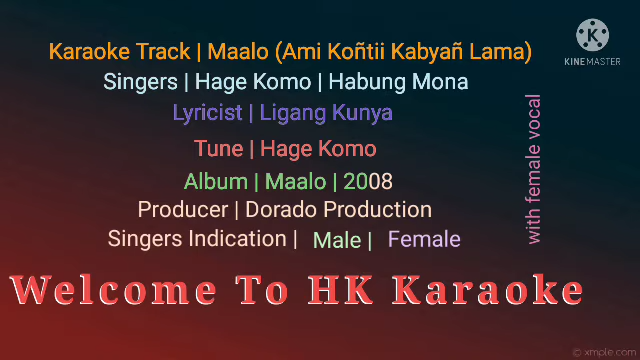 Karaoke Track | Maalo (Ami Koñtii Kabyañ Lama)
Singers | Hage Komo | Habung Mona
Lyricist | Ligang Kunya
Tune | Hage Komo
Album | Maalo | 2008
Producer | Dorado Production
Singers Indication | Male | Female
with female vocal
Welcome To HK Karaoke
KINEMASTER
© xmple.com